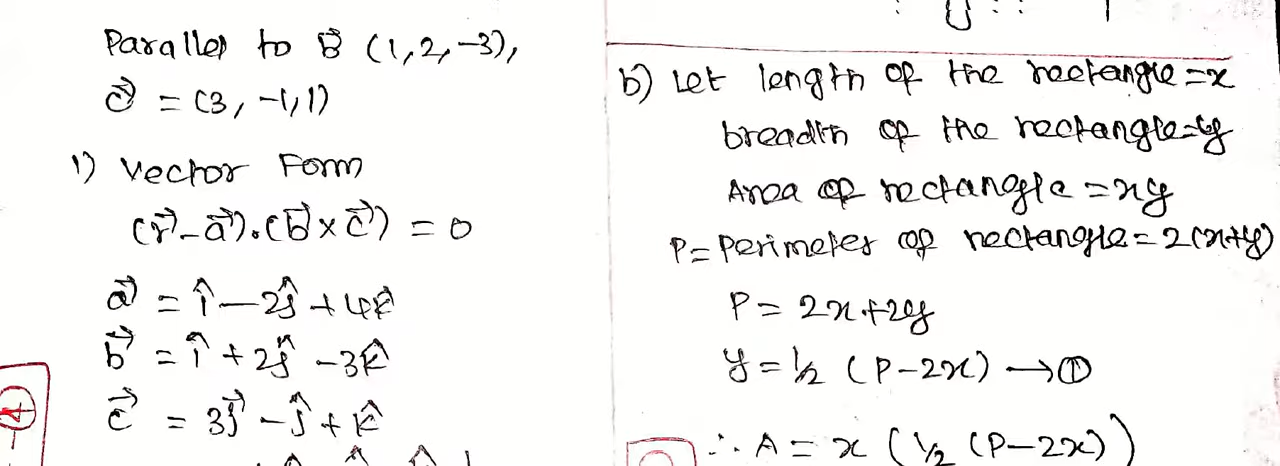 Parallel to B⃗ (1, 2, -3),
c⃗ = (3, -1, 1)
1) Vector Form
(r⃗ - a⃗).(b⃗ × c⃗) = 0
a⃗ = î - 2ĵ + 4k̂
b⃗ = î + 2ĵ - 3k̂
c⃗ = 3j⃗ - ĵ + k̂
b) Let length of the rectangle = x
breadth of the rectangle = y
Area of rectangle = xy
P = Perimeter of rectangle = 2(x+y)
P = 2x + 2y
y = 1/2 (P - 2x) → ①
∴ A = x (1/2 (P - 2x))